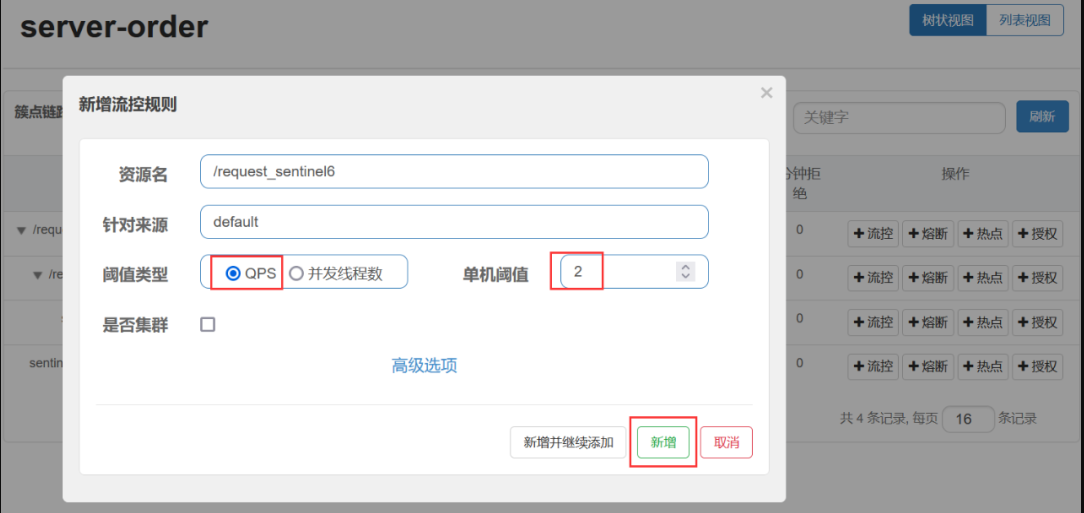 server-order
树状视图 列表视图
新增流控规则
×
簇点链路
关键字
刷新
资源名 /request_sentinel6
分钟拒绝
操作
针对来源 default
/requ 0 +流控 +熔断 +热点 +授权
阈值类型 QPS 并发线程数 单机阈值 2
/re 0 +流控 +熔断 +热点 +授权
是否集群
0 +流控 +熔断 +热点 +授权
高级选项
sentin 0 +流控 +熔断 +热点 +授权
共 4 条记录, 每页 16 条记录
新增并继续添加 新增 取消